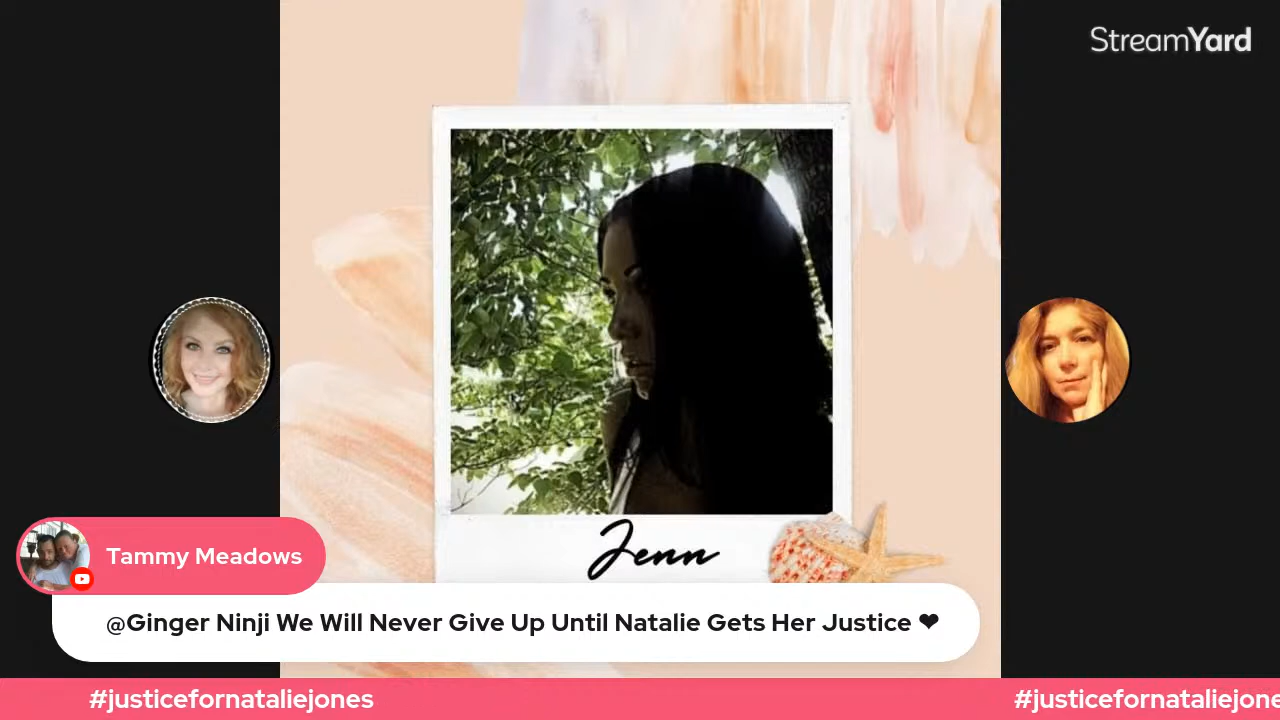 StreamYard
Jenn
Tammy Meadows
@Ginger Ninji We Will Never Give Up Until Natalie Gets Her Justice ❤
#justicefornataliejones #justicefornataliejone